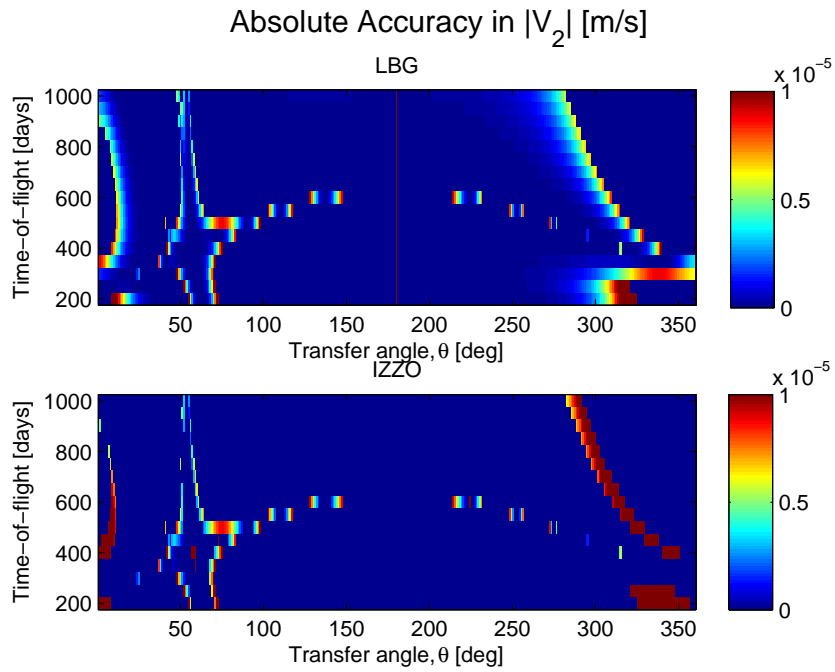 Absolute Accuracy in |V_2| [m/s]
LBG
x 10^-5
1000
800
600
400
200
Time-of-flight [days]
50 100 150 200 250 300 350
Transfer angle, θ [deg]
1
0.5
0
IZZO
x 10^-5
1000
800
600
400
200
Time-of-flight [days]
50 100 150 200 250 300 350
Transfer angle, θ [deg]
1
0.5
0